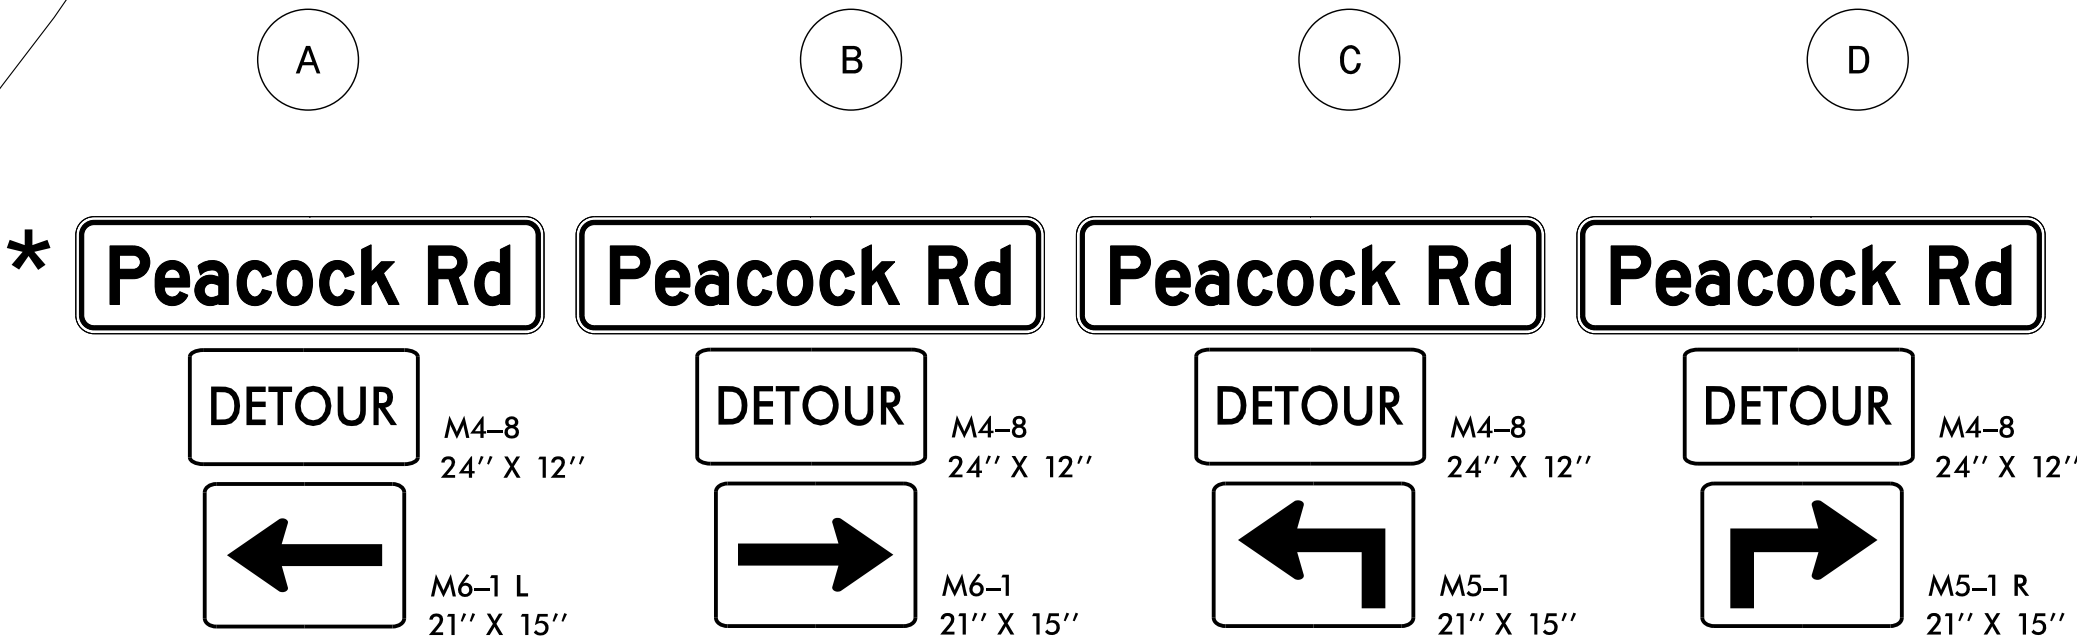 A B C D
* Peacock Rd Peacock Rd Peacock Rd Peacock Rd
DETOUR DETOUR DETOUR DETOUR
M4–8 M4–8 M4–8 M4–8
24'' X 12'' 24'' X 12'' 24'' X 12'' 24'' X 12''
M6–1 L M6–1 M5–1 M5–1 R
21'' X 15'' 21'' X 15'' 21'' X 15'' 21'' X 15''